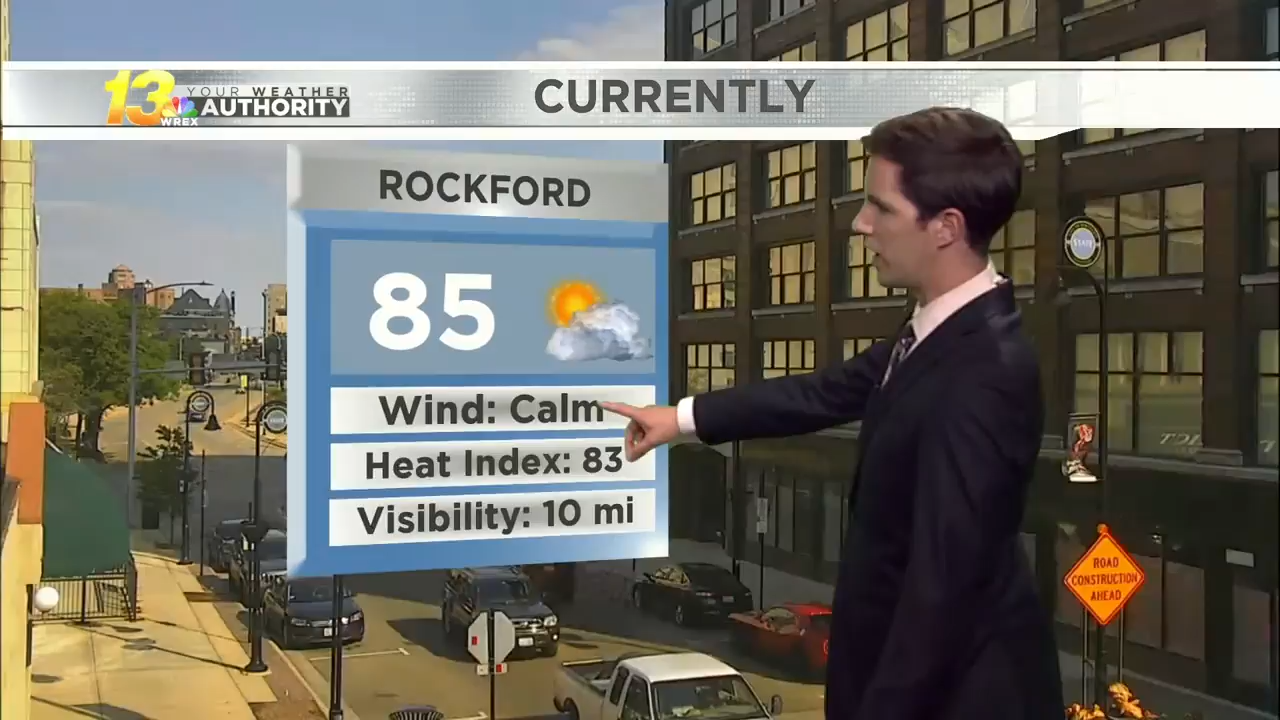 13
YOUR WEATHER
AUTHORITY
WREX
CURRENTLY
ROCKFORD
85
Wind: Calm
Heat Index: 83
Visibility: 10 mi
STATE
ROAD
CONSTRUCTION
AHEAD